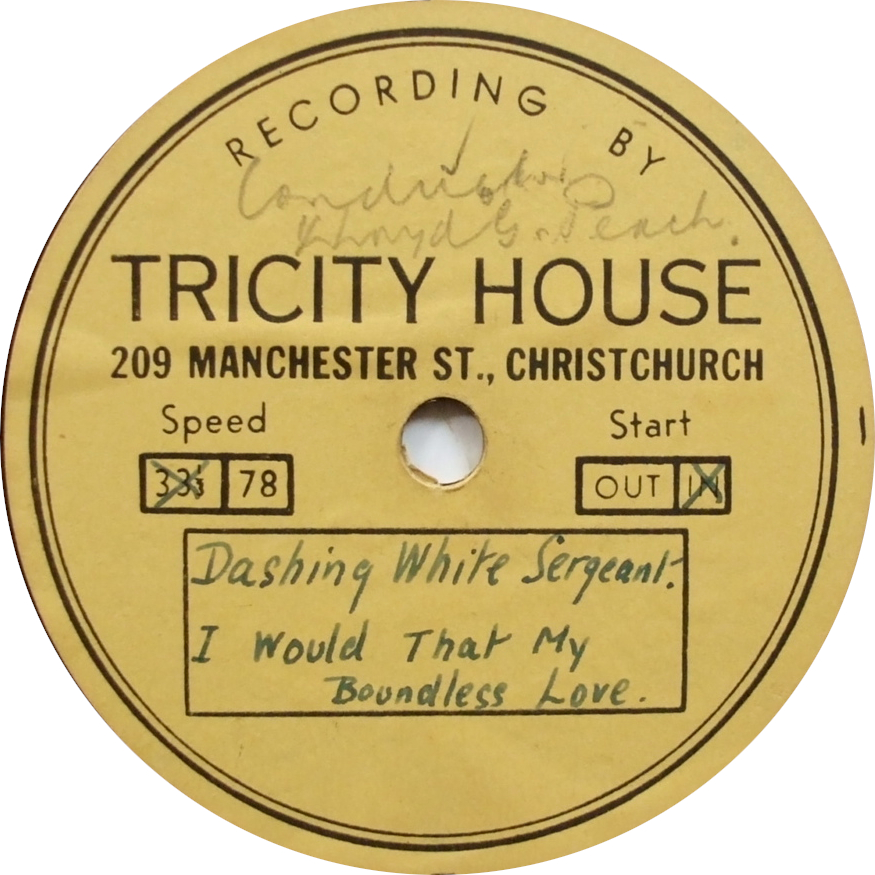 RECORDING BY
Conductor
Lloyd G. Peach.
TRICITY HOUSE
209 MANCHESTER ST., CHRISTCHURCH
Speed Start
33⅓ 78 OUT IN
Dashing White Sergeant.
I Would That My
Boundless Love.